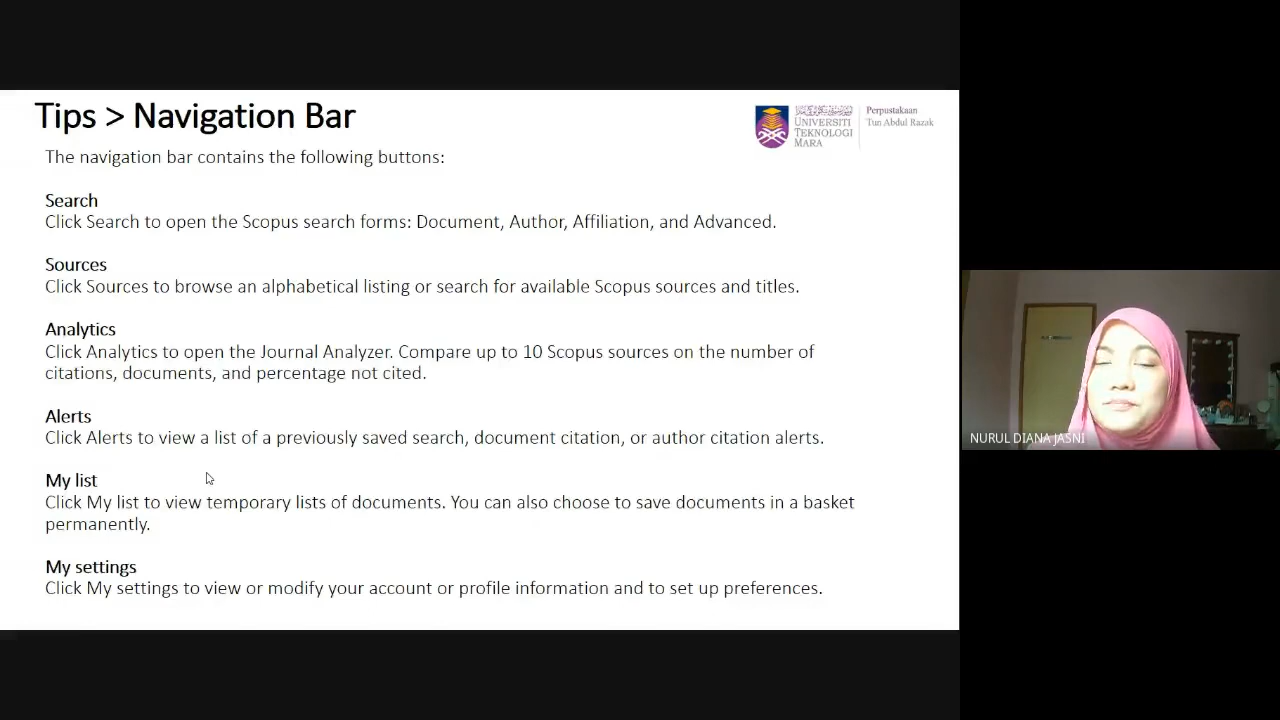 Tips > Navigation Bar
UNIVERSITI
TEKNOLOGI
MARA
Perpustakaan
Tun Abdul Razak
The navigation bar contains the following buttons:
Search
Click Search to open the Scopus search forms: Document, Author, Affiliation, and Advanced.
Sources
Click Sources to browse an alphabetical listing or search for available Scopus sources and titles.
Analytics
Click Analytics to open the Journal Analyzer. Compare up to 10 Scopus sources on the number of
citations, documents, and percentage not cited.
Alerts
Click Alerts to view a list of a previously saved search, document citation, or author citation alerts.
My list
Click My list to view temporary lists of documents. You can also choose to save documents in a basket
permanently.
My settings
Click My settings to view or modify your account or profile information and to set up preferences.
NURUL DIANA JASNI